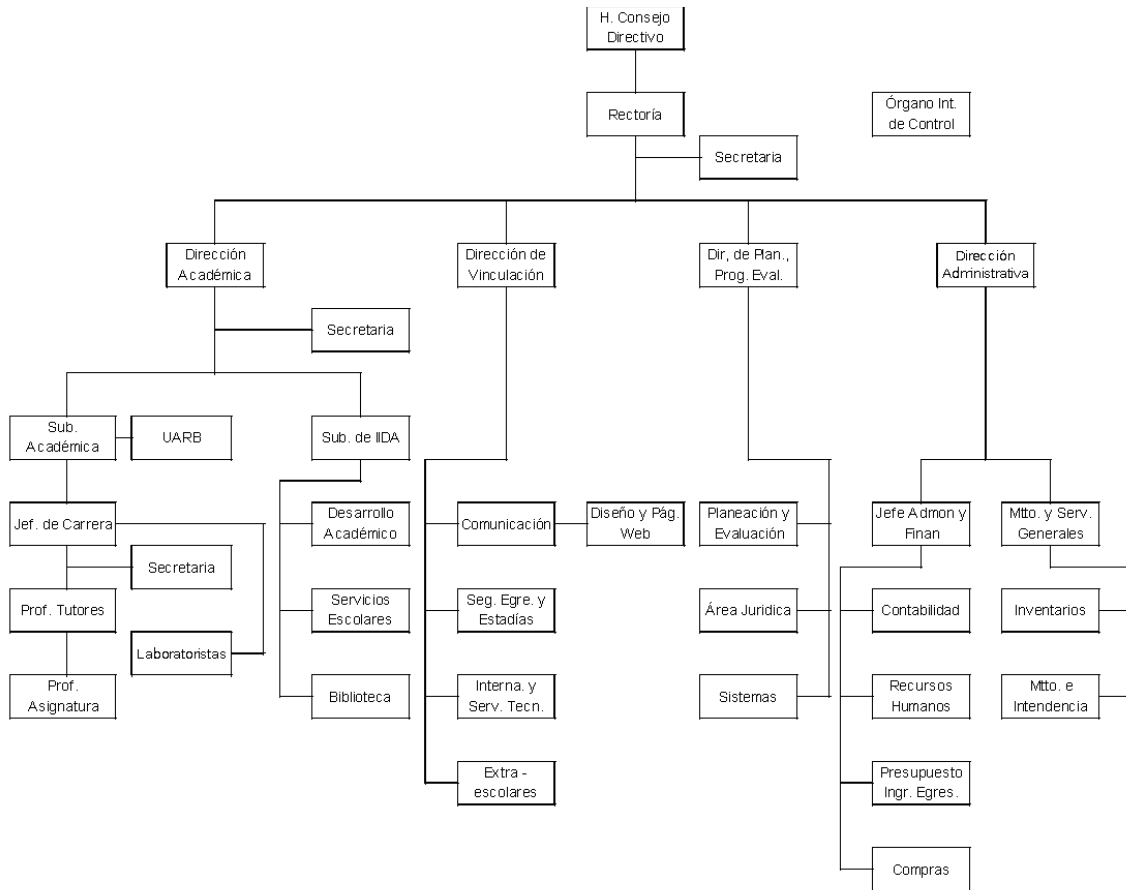 H. Consejo
Directivo
Rectoría
Órgano Int.
de Control
Secretaria
Dirección
Académica
Dirección de
Vinculación
Dir, de Plan.,
Prog. Eval.
Dirección
Administrativa
Secretaria
Sub.
Académica
UARB
Sub. de IIDA
Jef. de Carrera
Desarrollo
Académico
Comunicación
Diseño y Pág.
Web
Planeación y
Evaluación
Jefe Admon y
Finan
Mtto. y Serv.
Generales
Secretaria
Prof. Tutores
Servicios
Escolares
Seg. Egre. y
Estadías
Área Juridica
Contabilidad
Inventarios
Laboratoristas
Prof.
Asignatura
Biblioteca
Interna. y
Serv. Tecn.
Sistemas
Recursos
Humanos
Mtto. e
Intendencia
Extra -
escolares
Presupuesto
Ingr. Egres.
Compras